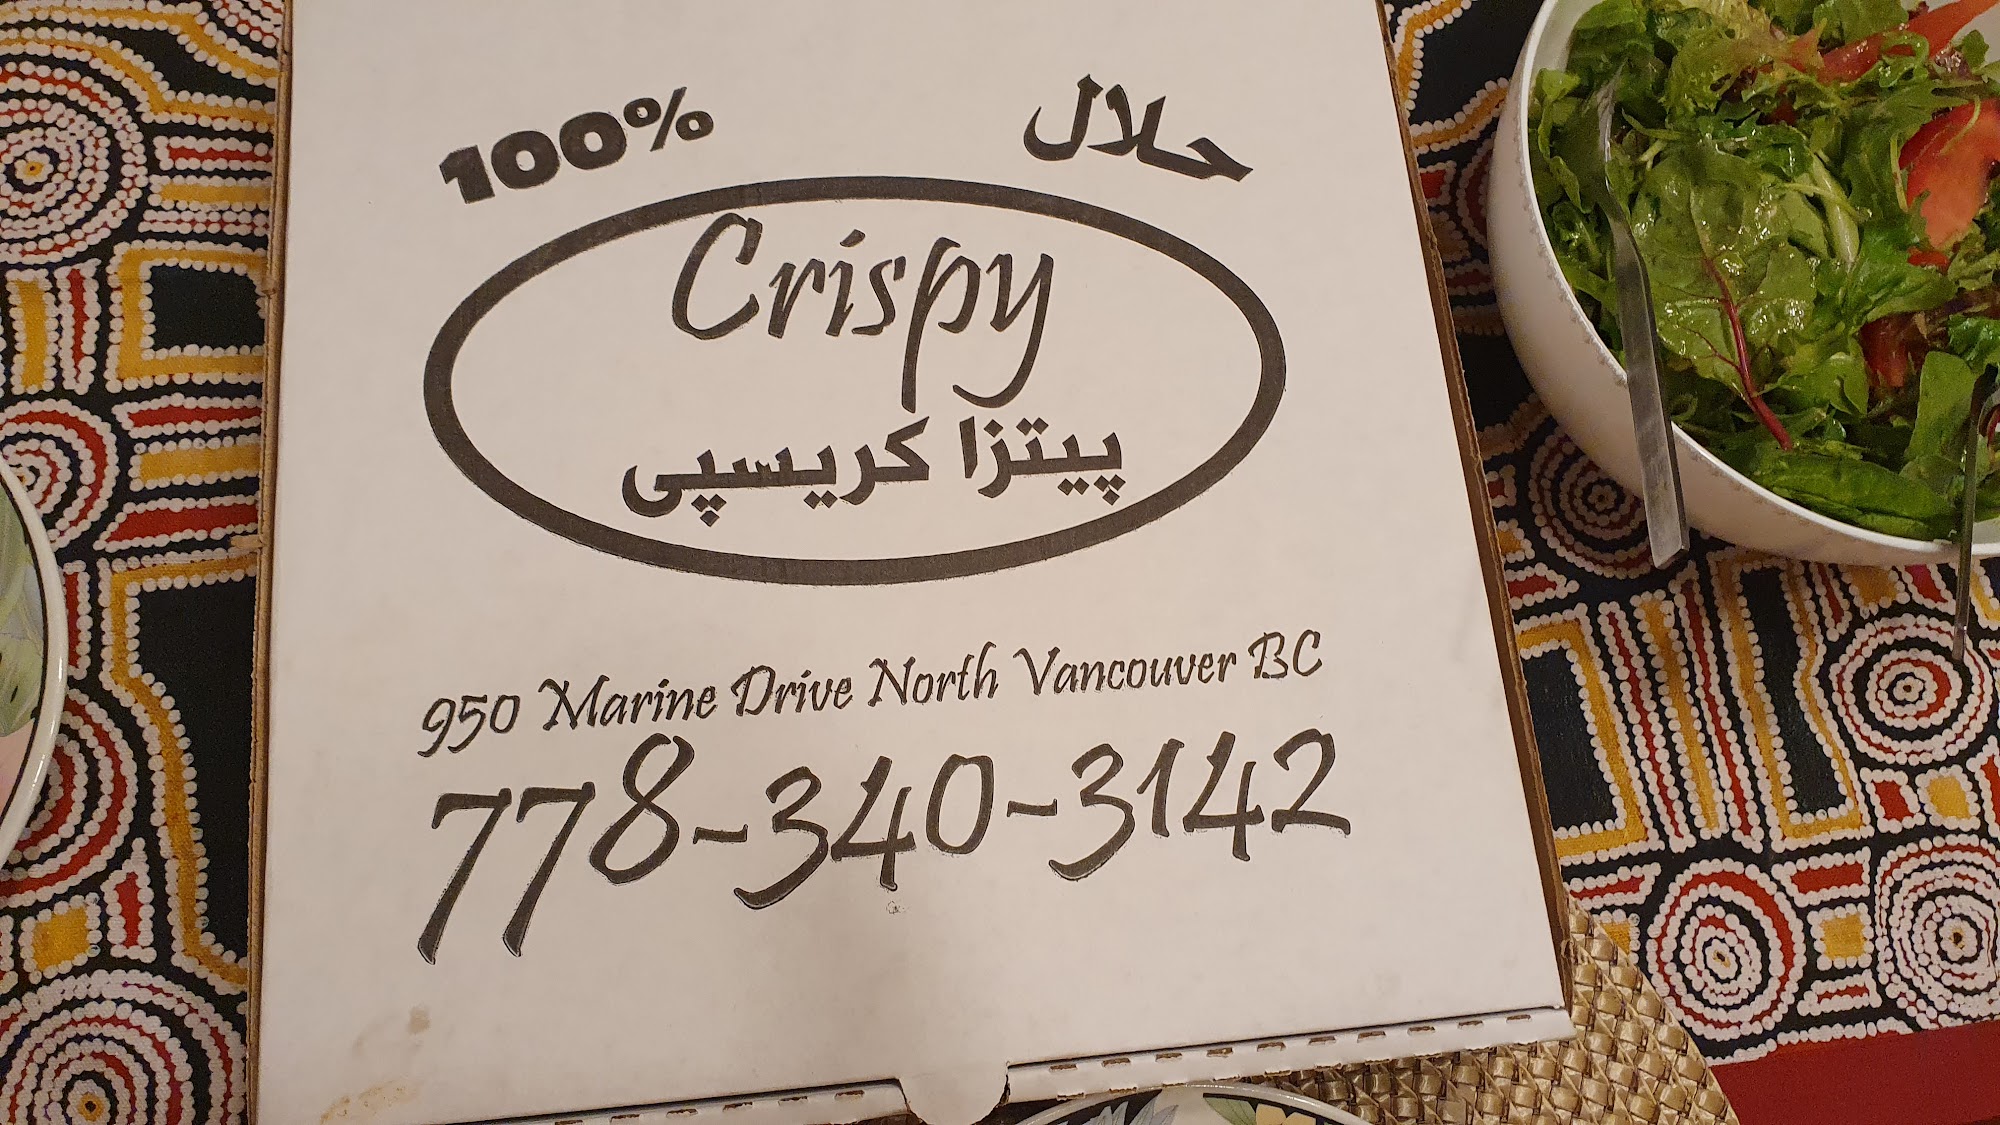 100% حلال
Crispy
پیتزا کریسپی
950 Marine Drive North Vancouver BC
778-340-3142